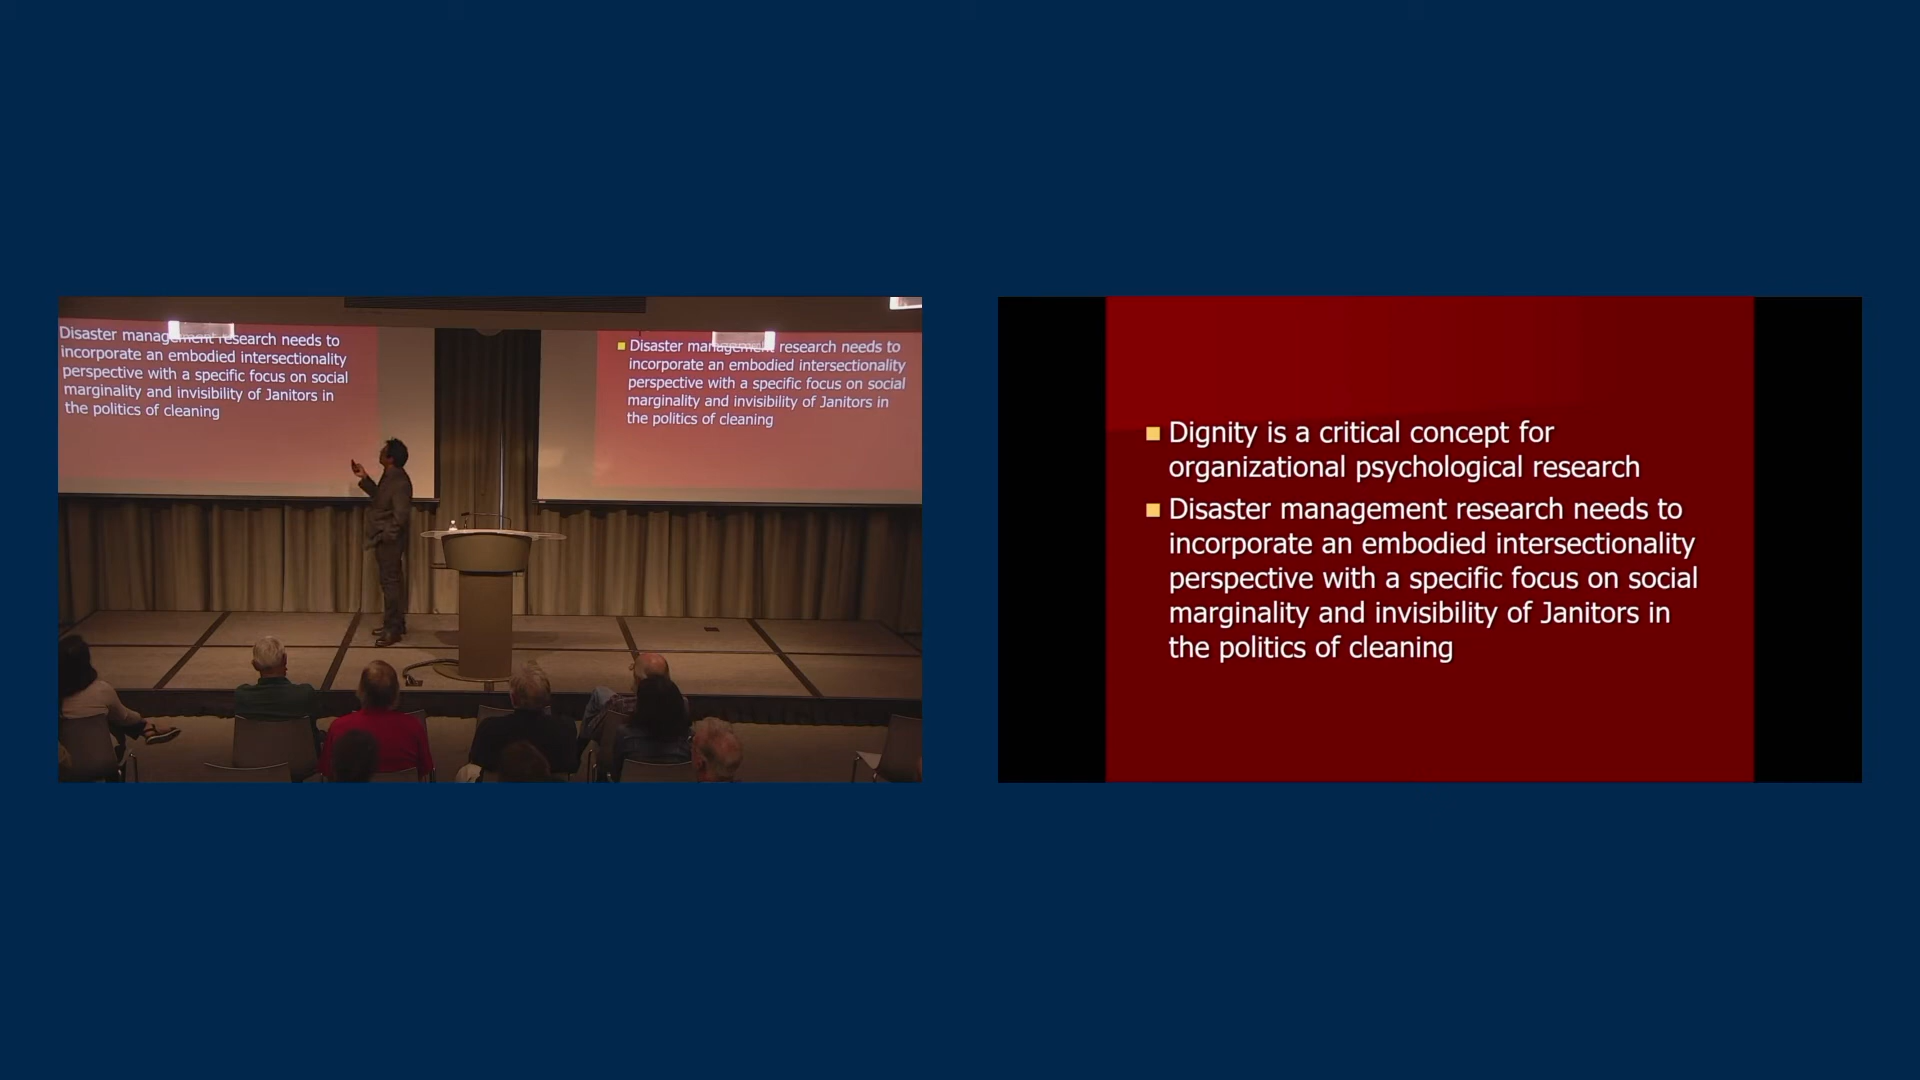 Disaster management research needs to
incorporate an embodied intersectionality
perspective with a specific focus on social
marginality and invisibility of Janitors in
the politics of cleaning
Disaster management research needs to
incorporate an embodied intersectionality
perspective with a specific focus on social
marginality and invisibility of Janitors in
the politics of cleaning
Dignity is a critical concept for
organizational psychological research
Disaster management research needs to
incorporate an embodied intersectionality
perspective with a specific focus on social
marginality and invisibility of Janitors in
the politics of cleaning